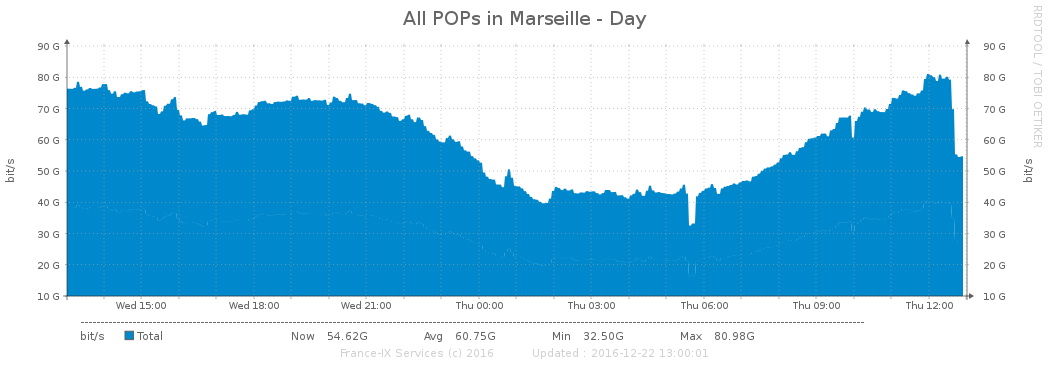 All POPs in Marseille - Day
RRDTOOL / TOBI OETIKER
90 G 90 G
80 G 80 G
70 G 70 G
60 G 60 G
50 G 50 G
40 G 40 G
30 G 30 G
20 G 20 G
10 G 10 G
bit/s bit/s
Wed 15:00 Wed 18:00 Wed 21:00 Thu 00:00 Thu 03:00 Thu 06:00 Thu 09:00 Thu 12:00
bit/s Total Now 54.62G Avg 60.75G Min 32.50G Max 80.98G
France-IX Services (c) 2016 Updated : 2016-12-22 13:00:01